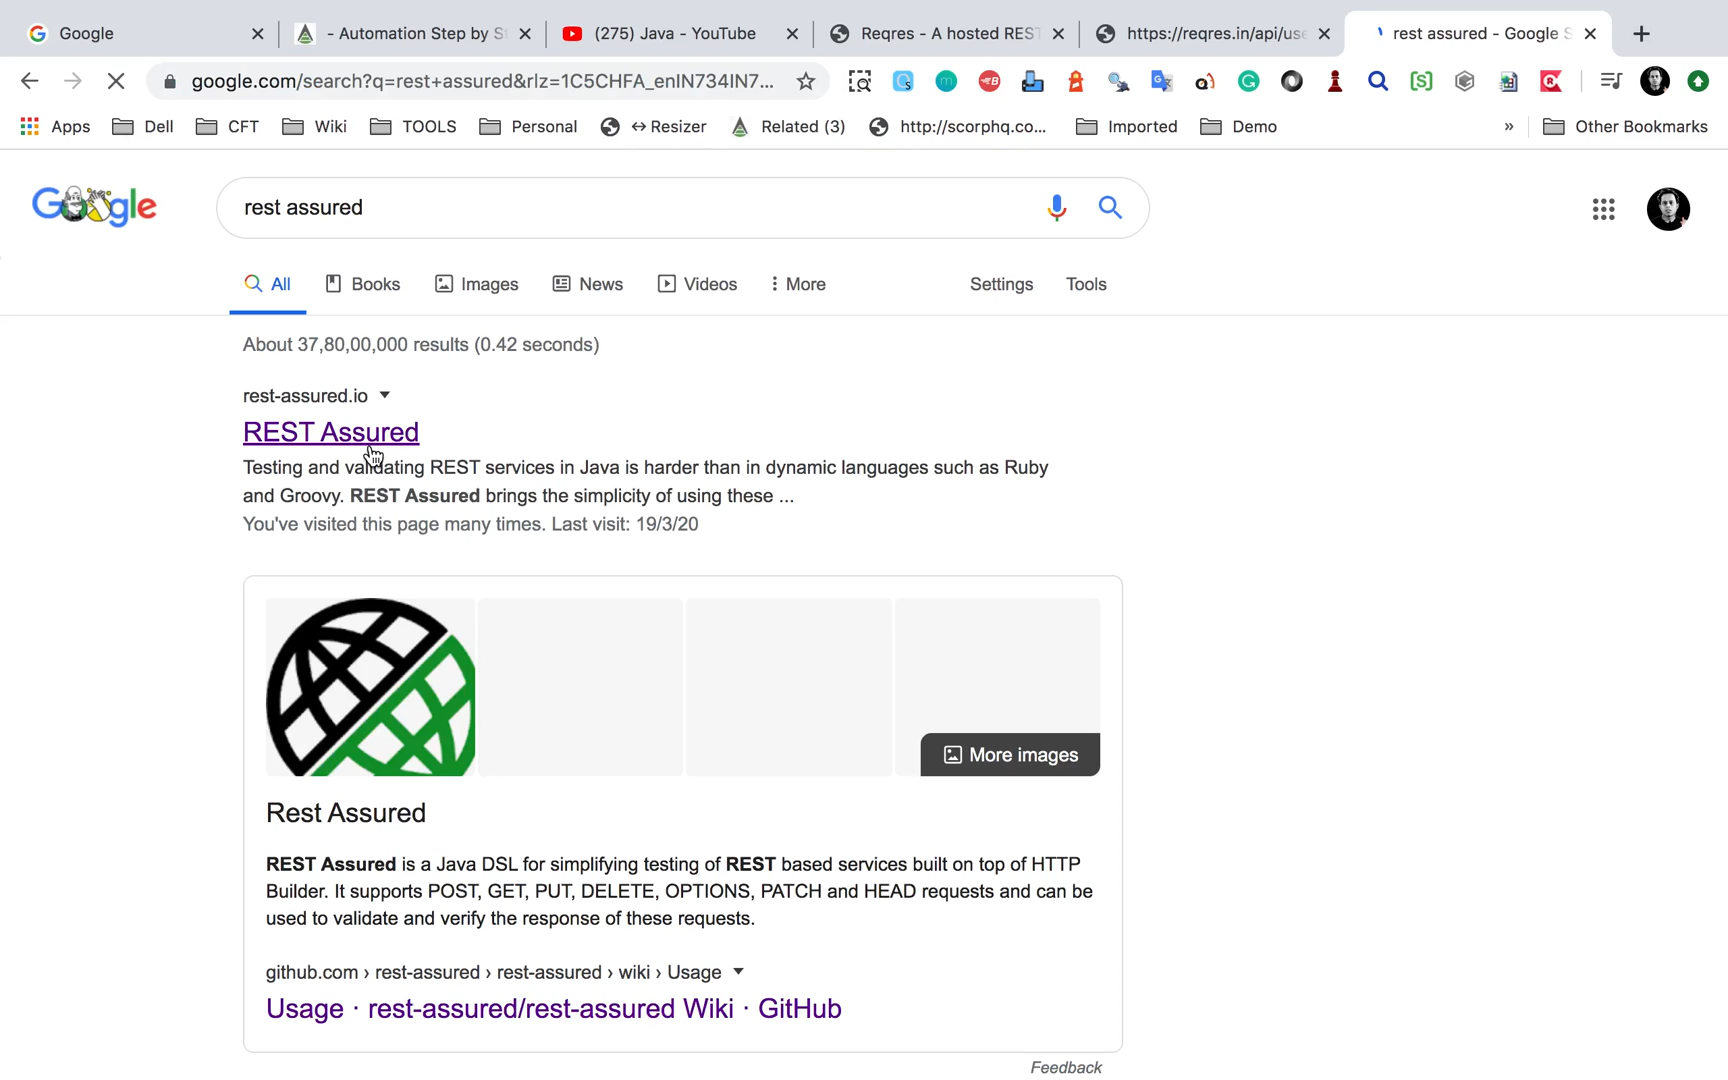 Google
- Automation Step by S
(275) Java - YouTube
Reqres - A hosted REST
https://reqres.in/api/use
rest assured - Google S
google.com/search?q=rest+assured&rlz=1C5CHFA_enIN734IN7...
Apps
Dell
CFT
Wiki
TOOLS
Personal
↔Resizer
Related (3)
http://scorphq.co...
Imported
Demo
»
Other Bookmarks
Google
rest assured
All
Books
Images
News
Videos
More
Settings
Tools
About 37,80,00,000 results (0.42 seconds)
rest-assured.io
REST Assured
Testing and validating REST services in Java is harder than in dynamic languages such as Ruby
and Groovy. REST Assured brings the simplicity of using these ...
You've visited this page many times. Last visit: 19/3/20
More images
Rest Assured
REST Assured is a Java DSL for simplifying testing of REST based services built on top of HTTP
Builder. It supports POST, GET, PUT, DELETE, OPTIONS, PATCH and HEAD requests and can be
used to validate and verify the response of these requests.
github.com › rest-assured › rest-assured › wiki › Usage
Usage · rest-assured/rest-assured Wiki · GitHub
Feedback